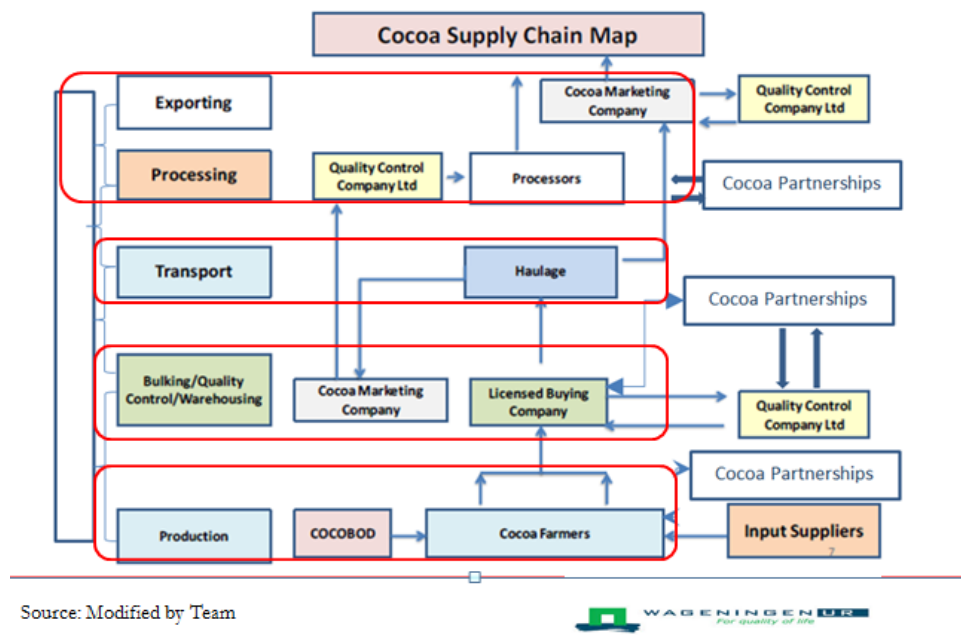 Cocoa Supply Chain Map
Exporting
Cocoa Marketing
Company
Quality Control
Company Ltd
Processing
Quality Control
Company Ltd
Processors
Cocoa Partnerships
Transport
Haulage
Cocoa Partnerships
Bulking/Quality
Control/Warehousing
Cocoa Marketing
Company
Licensed Buying
Company
Quality Control
Company Ltd
Cocoa Partnerships
Production
COCOBOD
Cocoa Farmers
Input Suppliers
7
Source: Modified by Team
WAGENINGEN UR
For quality of life